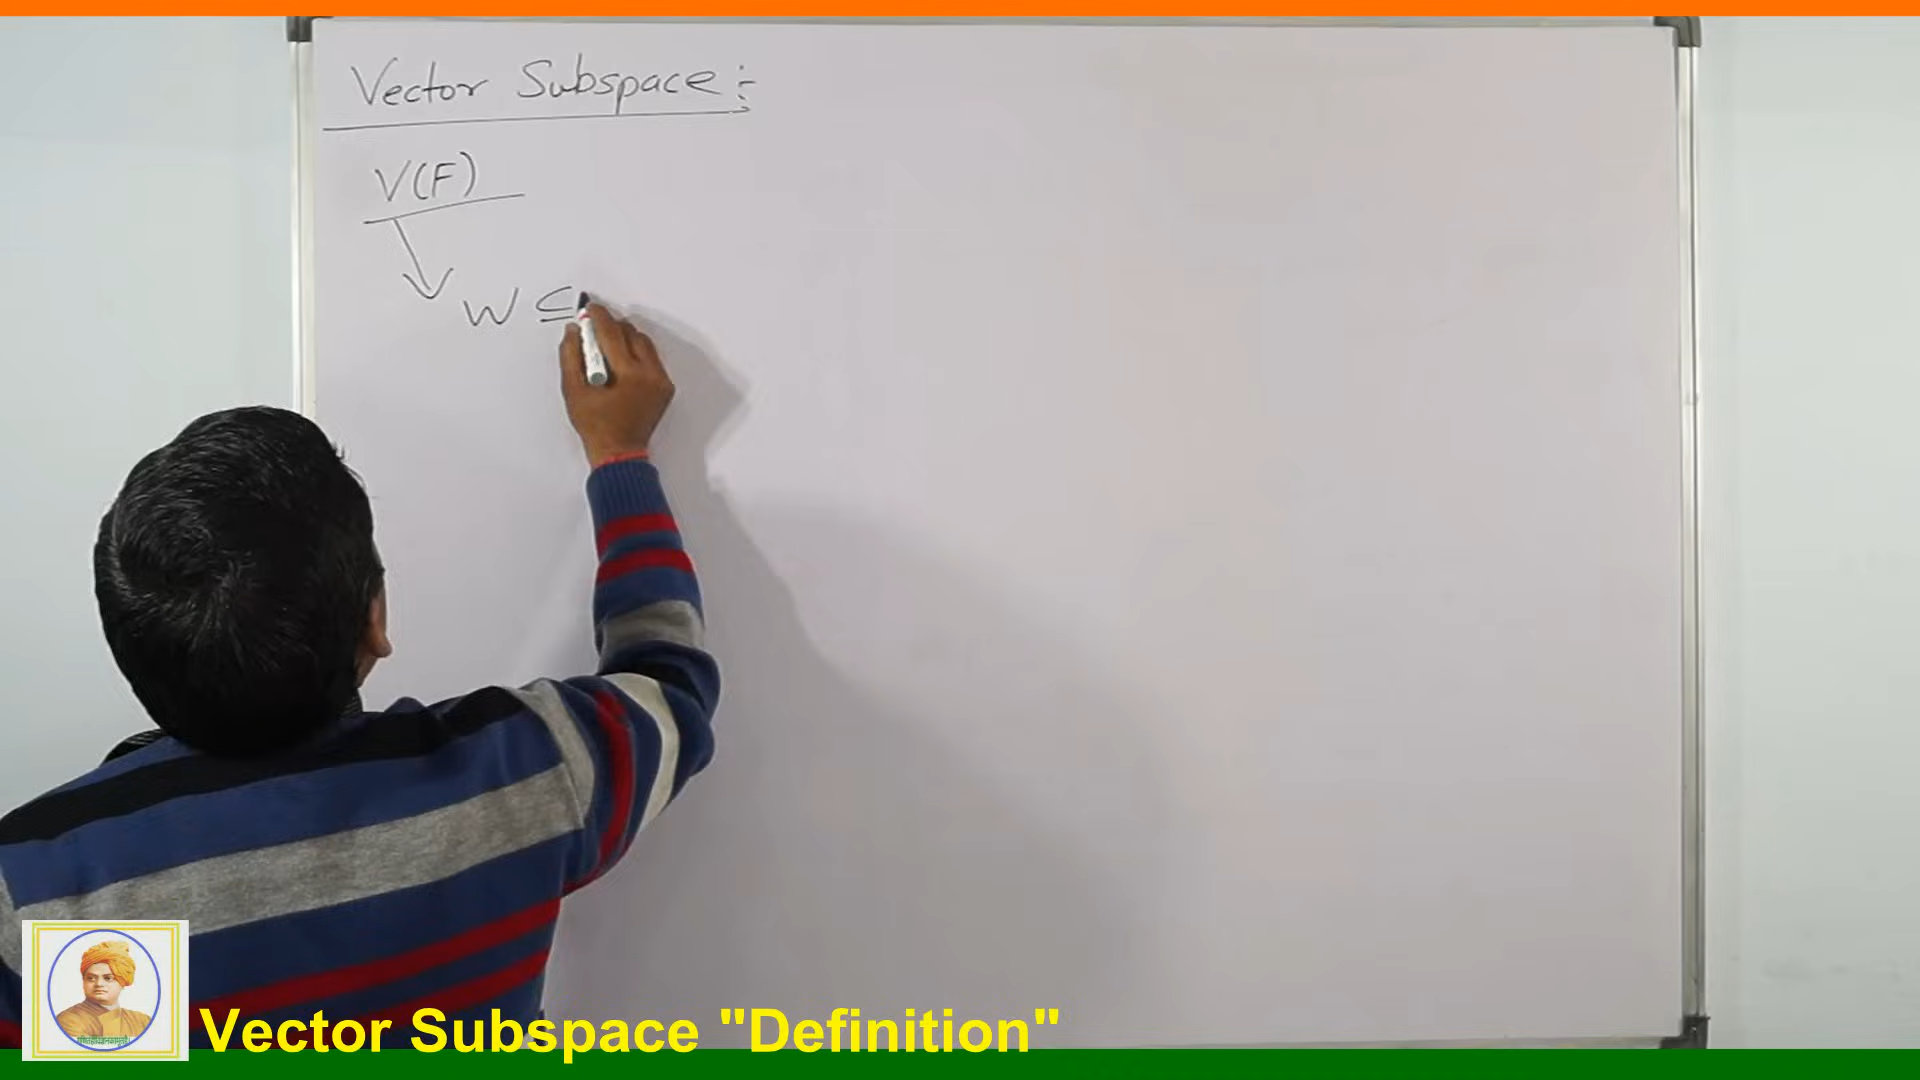 Vector Subspace :-
V(F)
W ⊆
Vector Subspace "Definition"